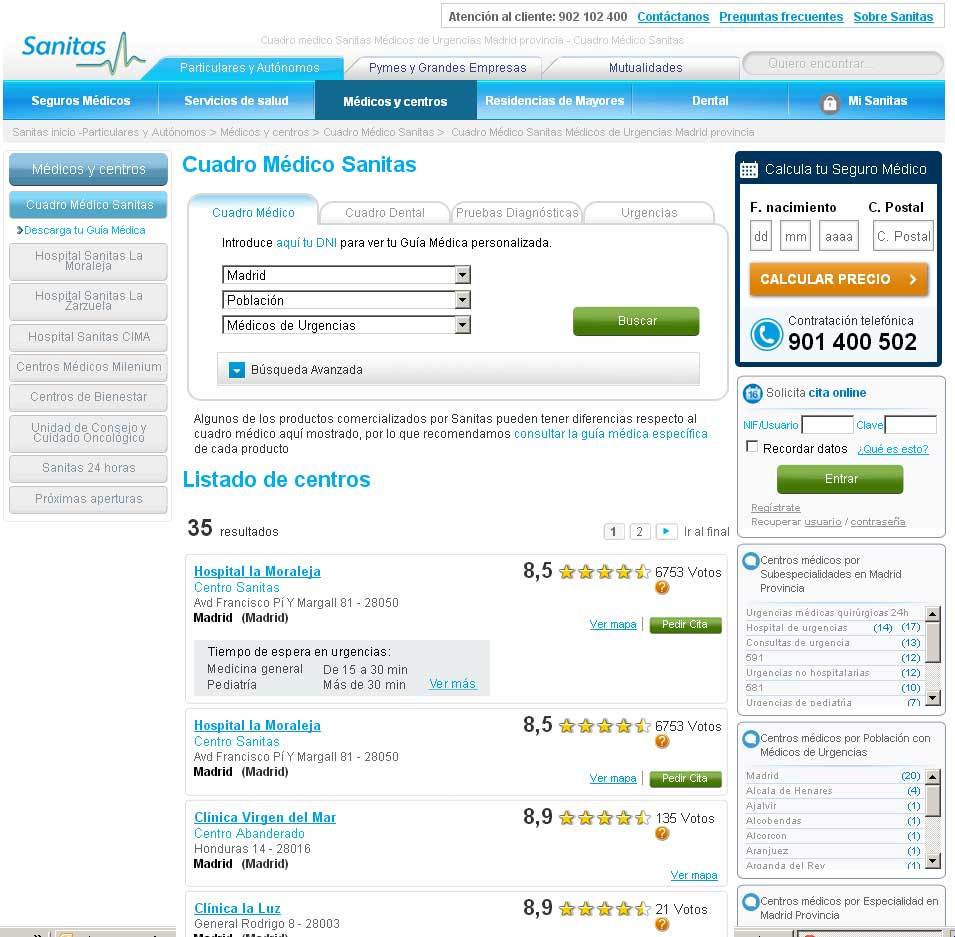 Atención al cliente: 902 102 400 Contáctanos Preguntas frecuentes Sobre Sanitas
Sanitas
Cuadro médico Sanitas Médicos de Urgencias Madrid provincia - Cuadro Médico Sanitas
Particulares y Autónomos Pymes y Grandes Empresas Mutualidades Quiero encontrar...
Seguros Médicos Servicios de salud Médicos y centros Residencias de Mayores Dental Mi Sanitas
Sanitas inicio -Particulares y Autónomos > Médicos y centros > Cuadro Médico Sanitas > Cuadro Médico Sanitas Médicos de Urgencias Madrid provincia
Médicos y centros
Cuadro Médico Sanitas
Descarga tu Guía Médica
Hospital Sanitas La
Moraleja
Hospital Sanitas La
Zarzuela
Hospital Sanitas CIMA
Centros Médicos Milenium
Centros de Bienestar
Unidad de Consejo y
Cuidado Oncológico
Sanitas 24 horas
Próximas aperturas
Cuadro Médico Sanitas
Cuadro Médico Cuadro Dental Pruebas Diagnósticas Urgencias
Introduce aquí tu DNI para ver tu Guía Médica personalizada.
Madrid
Población
Médicos de Urgencias
Buscar
Búsqueda Avanzada
Algunos de los productos comercializados por Sanitas pueden tener diferencias respecto al
cuadro médico aquí mostrado, por lo que recomendamos consultar la guía médica específica
de cada producto
Listado de centros
35 resultados
1 2 Ir al final
Hospital la Moraleja 8,5 6753 Votos
Centro Sanitas
Avd Francisco Pí Y Margall 81 - 28050
Madrid (Madrid)
Ver mapa Pedir Cita
Tiempo de espera en urgencias:
Medicina general De 15 a 30 min
Pediatría Más de 30 min Ver más
Hospital la Moraleja 8,5 6753 Votos
Centro Sanitas
Avd Francisco Pí Y Margall 81 - 28050
Madrid (Madrid)
Ver mapa Pedir Cita
Clínica Virgen del Mar 8,9 135 Votos
Centro Abanderado
Honduras 14 - 28016
Madrid (Madrid)
Ver mapa
Clínica la Luz 8,9 21 Votos
General Rodrigo 8 - 28003
Calcula tu Seguro Médico
F. nacimiento C. Postal
dd mm aaaa C. Postal
CALCULAR PRECIO
Contratación telefónica
901 400 502
16 Solicita cita online
NIF/Usuario Clave
Recordar datos ¿Qué es esto?
Entrar
Regístrate
Recuperar usuario / contraseña
Centros médicos por
Subespecialidades en Madrid
Provincia
Urgencias médicas quirúrgicas 24h
Hospital de urgencias (14) (17)
Consultas de urgencia (13)
591 (12)
Urgencias no hospitalarias (12)
581 (10)
Urgencias de pediatria (7)
Centros médicos por Población con
Médicos de Urgencias
Madrid (20)
Alcala de Henares (4)
Ajalvir (1)
Alcobendas (1)
Alcorcon (1)
Aranjuez (1)
Arganda del Rey (1)
Centros médicos por Especialidad en
Madrid Provincia